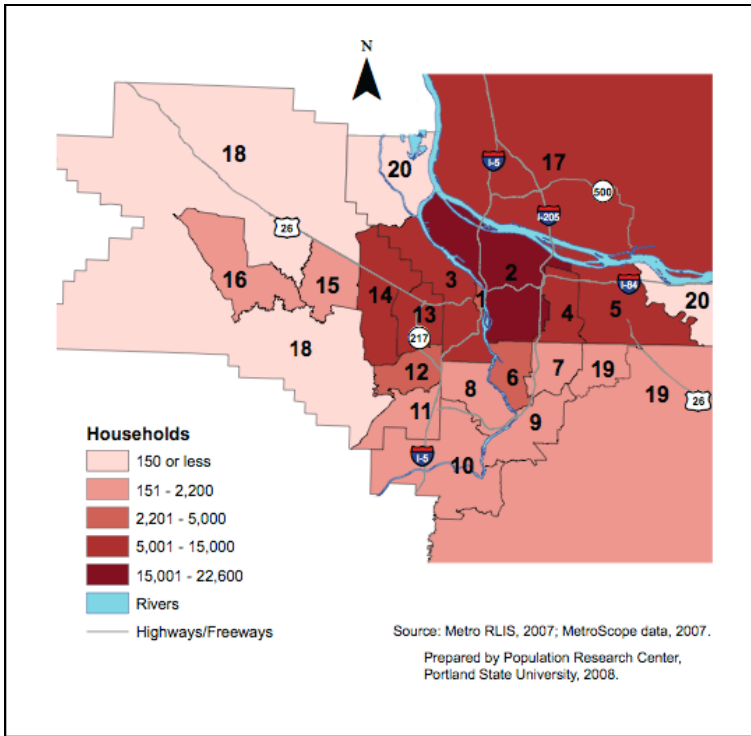 N
18
20
I-5
17
500
I-205
26
16
15
14
3
2
I-84
1
13
4
5
20
217
18
12
8
6
7
19
19
26
11
9
I-5
10
Households
150 or less
151 - 2,200
2,201 - 5,000
5,001 - 15,000
15,001 - 22,600
Rivers
Highways/Freeways
Source: Metro RLIS, 2007; MetroScope data, 2007.
Prepared by Population Research Center,
Portland State University, 2008.